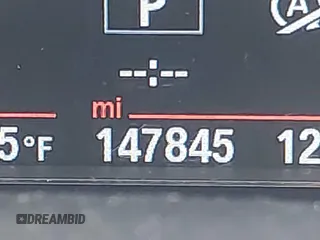 P
A
--:--
mi
5°F 147845 12
DREAMBID